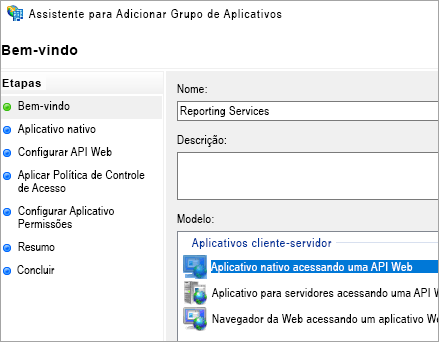 Assistente para Adicionar Grupo de Aplicativos
Bem-vindo
Etapas
Bem-vindo
Aplicativo nativo
Configurar API Web
Aplicar Política de Controle
de Acesso
Configurar Aplicativo
Permissões
Resumo
Concluir
Nome:
Reporting Services
Descrição:
Modelo:
Aplicativos cliente-servidor
Aplicativo nativo acessando uma API Web
Aplicativo para servidores acessando uma API W
Navegador da Web acessando um aplicativo We